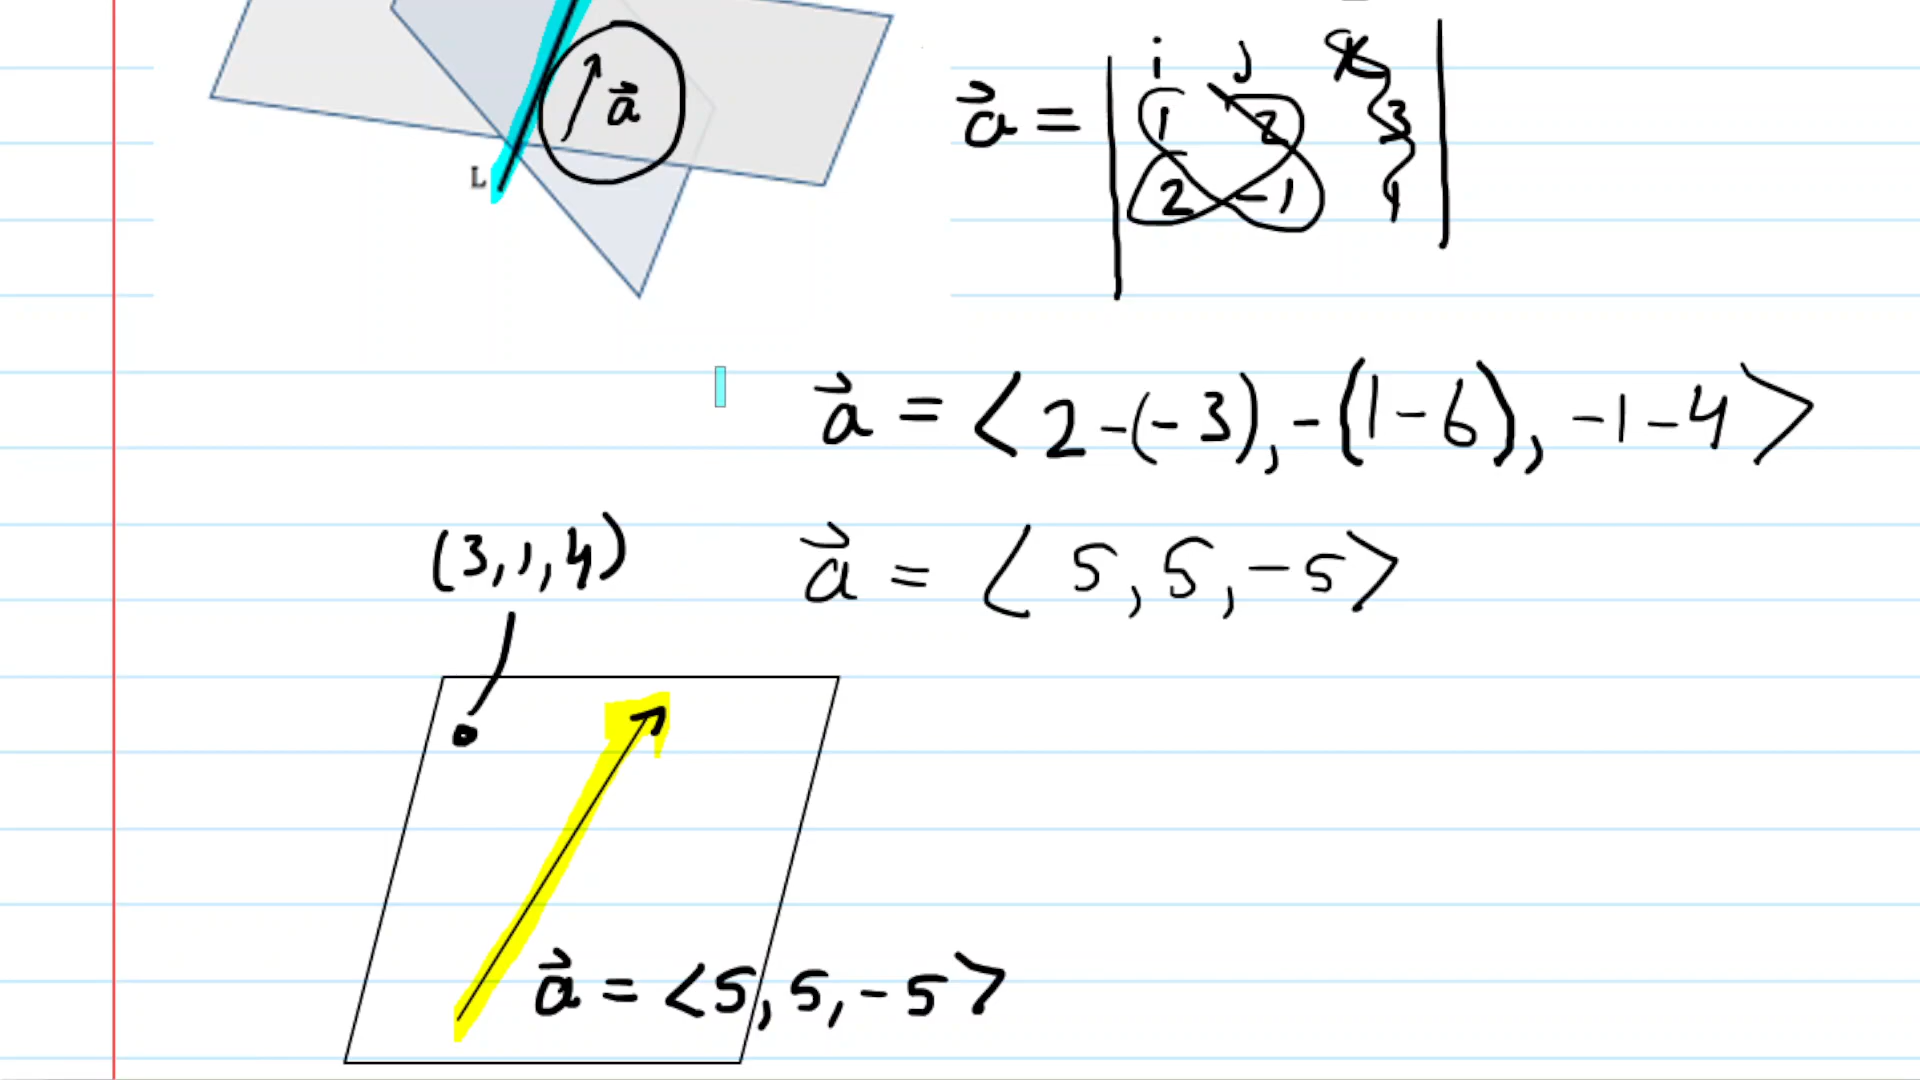 L
a⃗
a⃗ = | i j k |
1 2 3
2 -1 1
a⃗ = ⟨2-(-3), -(1-6), -1-4⟩
(3,1,4)
a⃗ = ⟨5, 5, -5⟩
a⃗ = <5, 5, -5>